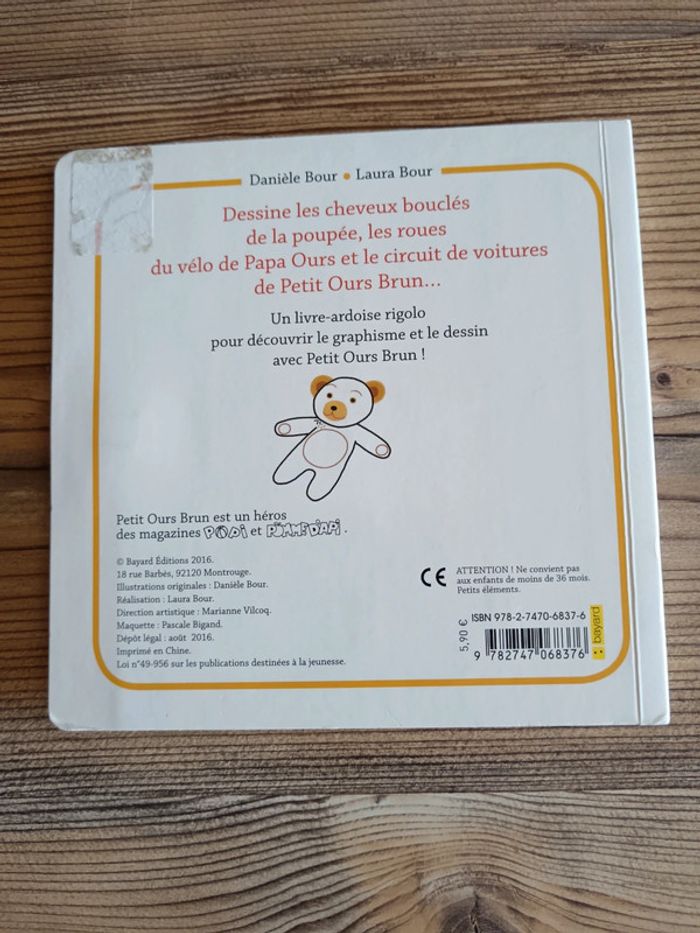 Danièle Bour • Laura Bour
Dessine les cheveux bouclés
de la poupée, les roues
du vélo de Papa Ours et le circuit de voitures
de Petit Ours Brun...
Un livre-ardoise rigolo
pour découvrir le graphisme et le dessin
avec Petit Ours Brun !
Petit Ours Brun est un héros
des magazines POPI et POMME D'API.
© Bayard Éditions 2016.
18 rue Barbès, 92120 Montrouge.
Illustrations originales : Danièle Bour.
Réalisation : Laura Bour.
Direction artistique : Marianne Vilcoq.
Maquette : Pascale Bigand.
Dépôt légal : août 2016.
Imprimé en Chine.
Loi n°49-956 sur les publications destinées à la jeunesse.
CE
ATTENTION ! Ne convient pas
aux enfants de moins de 36 mois.
Petits éléments.
5,90 €
ISBN 978-2-7470-6837-6
9 782747 068376
bayard